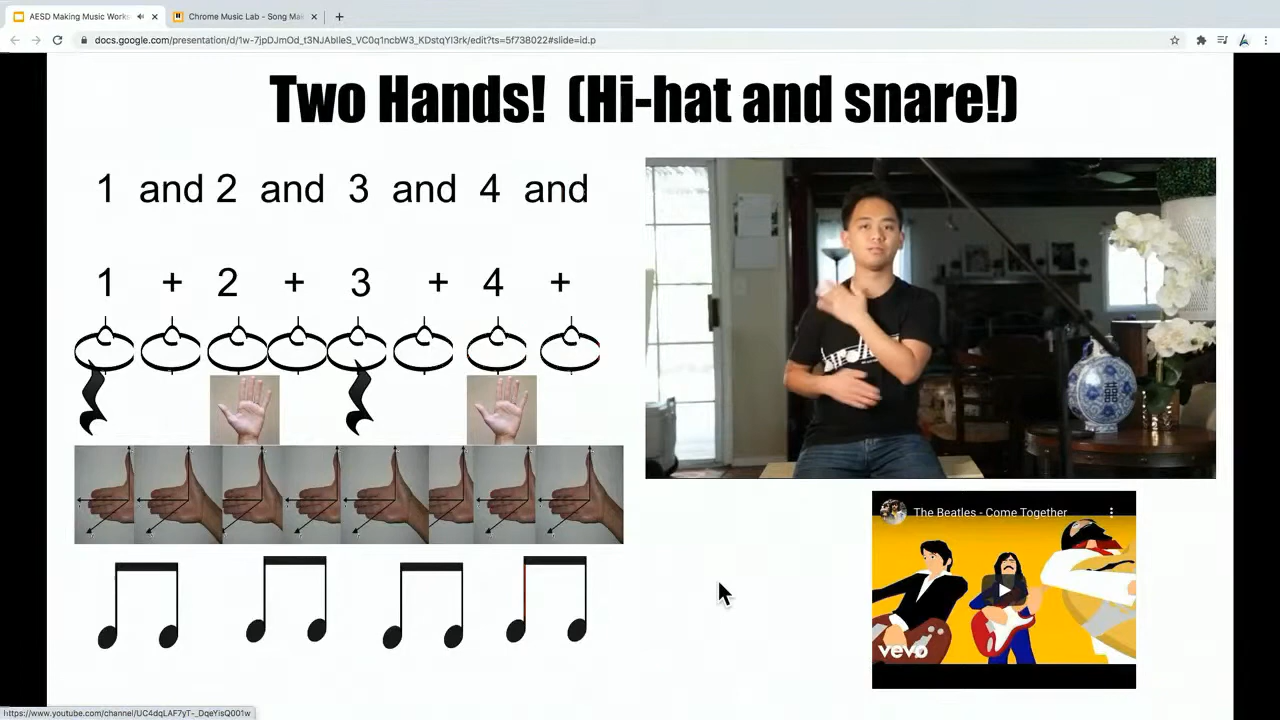 AESD Making Music Works
Chrome Music Lab - Song Ma
docs.google.com/presentation/d/1w-7jpDJmOd_t3NJAblleS_VC0q1ncbW3_KDstqYi3rk/edit?ts=5f738022#slide=id.p
Two Hands! (Hi-hat and snare!)
1 and 2 and 3 and 4 and
1 + 2 + 3 + 4 +
The Beatles - Come Together
vevo
https://www.youtube.com/channel/UC4dqLAF7yT-_DqeYisQ001w